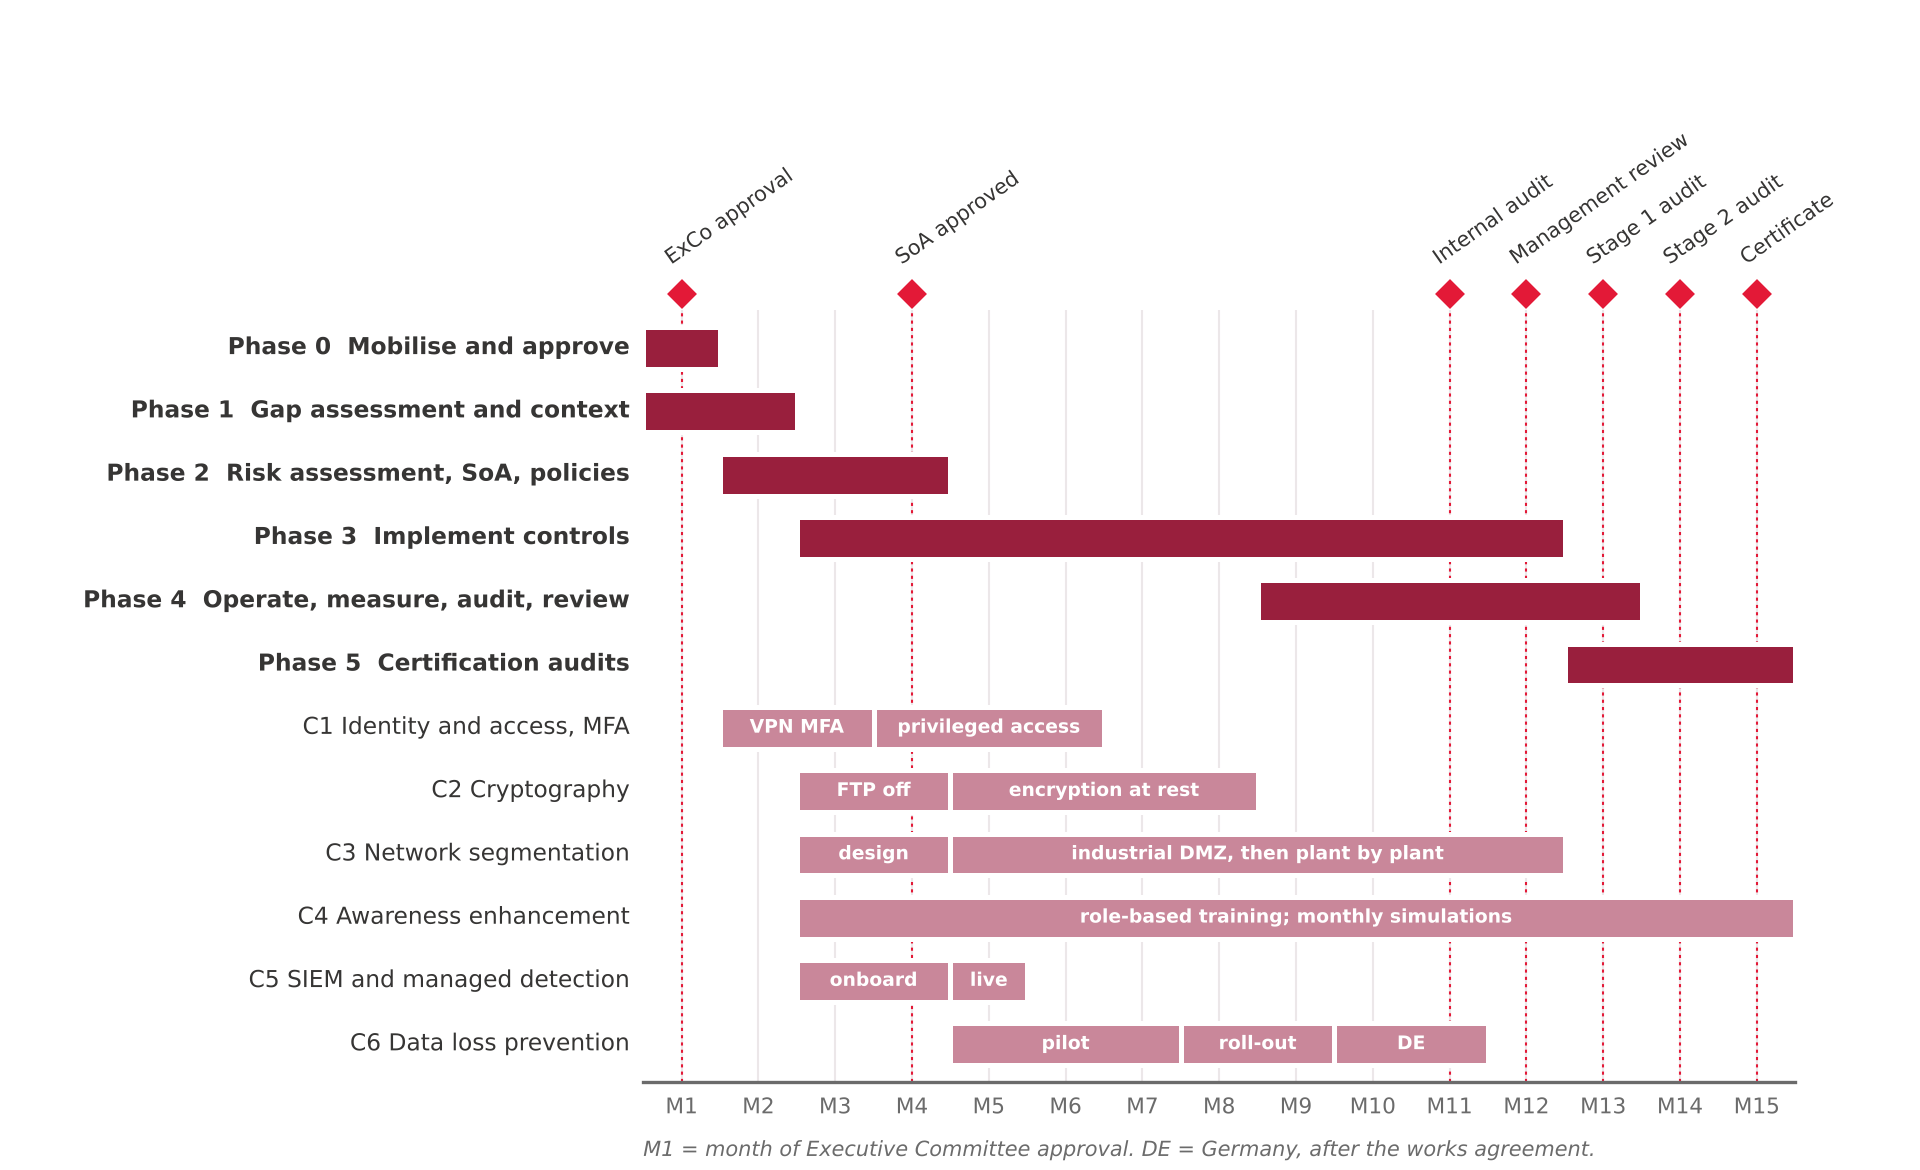 ExCo approval
SoA approved
Internal audit
Management review
Stage 1 audit
Stage 2 audit
Certificate
Phase 0  Mobilise and approve
Phase 1  Gap assessment and context
Phase 2  Risk assessment, SoA, policies
Phase 3  Implement controls
Phase 4  Operate, measure, audit, review
Phase 5  Certification audits
C1 Identity and access, MFA VPN MFA privileged access
C2 Cryptography FTP off encryption at rest
C3 Network segmentation design industrial DMZ, then plant by plant
C4 Awareness enhancement role-based training; monthly simulations
C5 SIEM and managed detection onboard live
C6 Data loss prevention pilot roll-out DE
M1 M2 M3 M4 M5 M6 M7 M8 M9 M10 M11 M12 M13 M14 M15
M1 = month of Executive Committee approval. DE = Germany, after the works agreement.